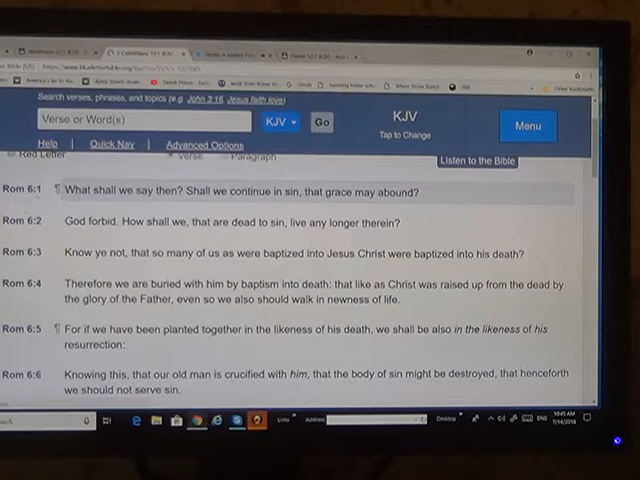 Search verses, phrases, and topics (e.g. John 3:16, Jesus faith love)
Verse or Word(s)
KJV
Go
KJV
Tap to Change
Menu
Help | Quick Nav | Advanced Options
Red Letter Verse Paragraph
Listen to the Bible
Rom 6:1 ¶ What shall we say then? Shall we continue in sin, that grace may abound?
Rom 6:2 God forbid. How shall we, that are dead to sin, live any longer therein?
Rom 6:3 Know ye not, that so many of us as were baptized into Jesus Christ were baptized into his death?
Rom 6:4 Therefore we are buried with him by baptism into death: that like as Christ was raised up from the dead by
the glory of the Father, even so we also should walk in newness of life.
Rom 6:5 ¶ For if we have been planted together in the likeness of his death, we shall be also in the likeness of his
resurrection:
Rom 6:6 Knowing this, that our old man is crucified with him, that the body of sin might be destroyed, that henceforth
we should not serve sin.
Links Address Desktop ENG 10:45 AM
7/14/2018